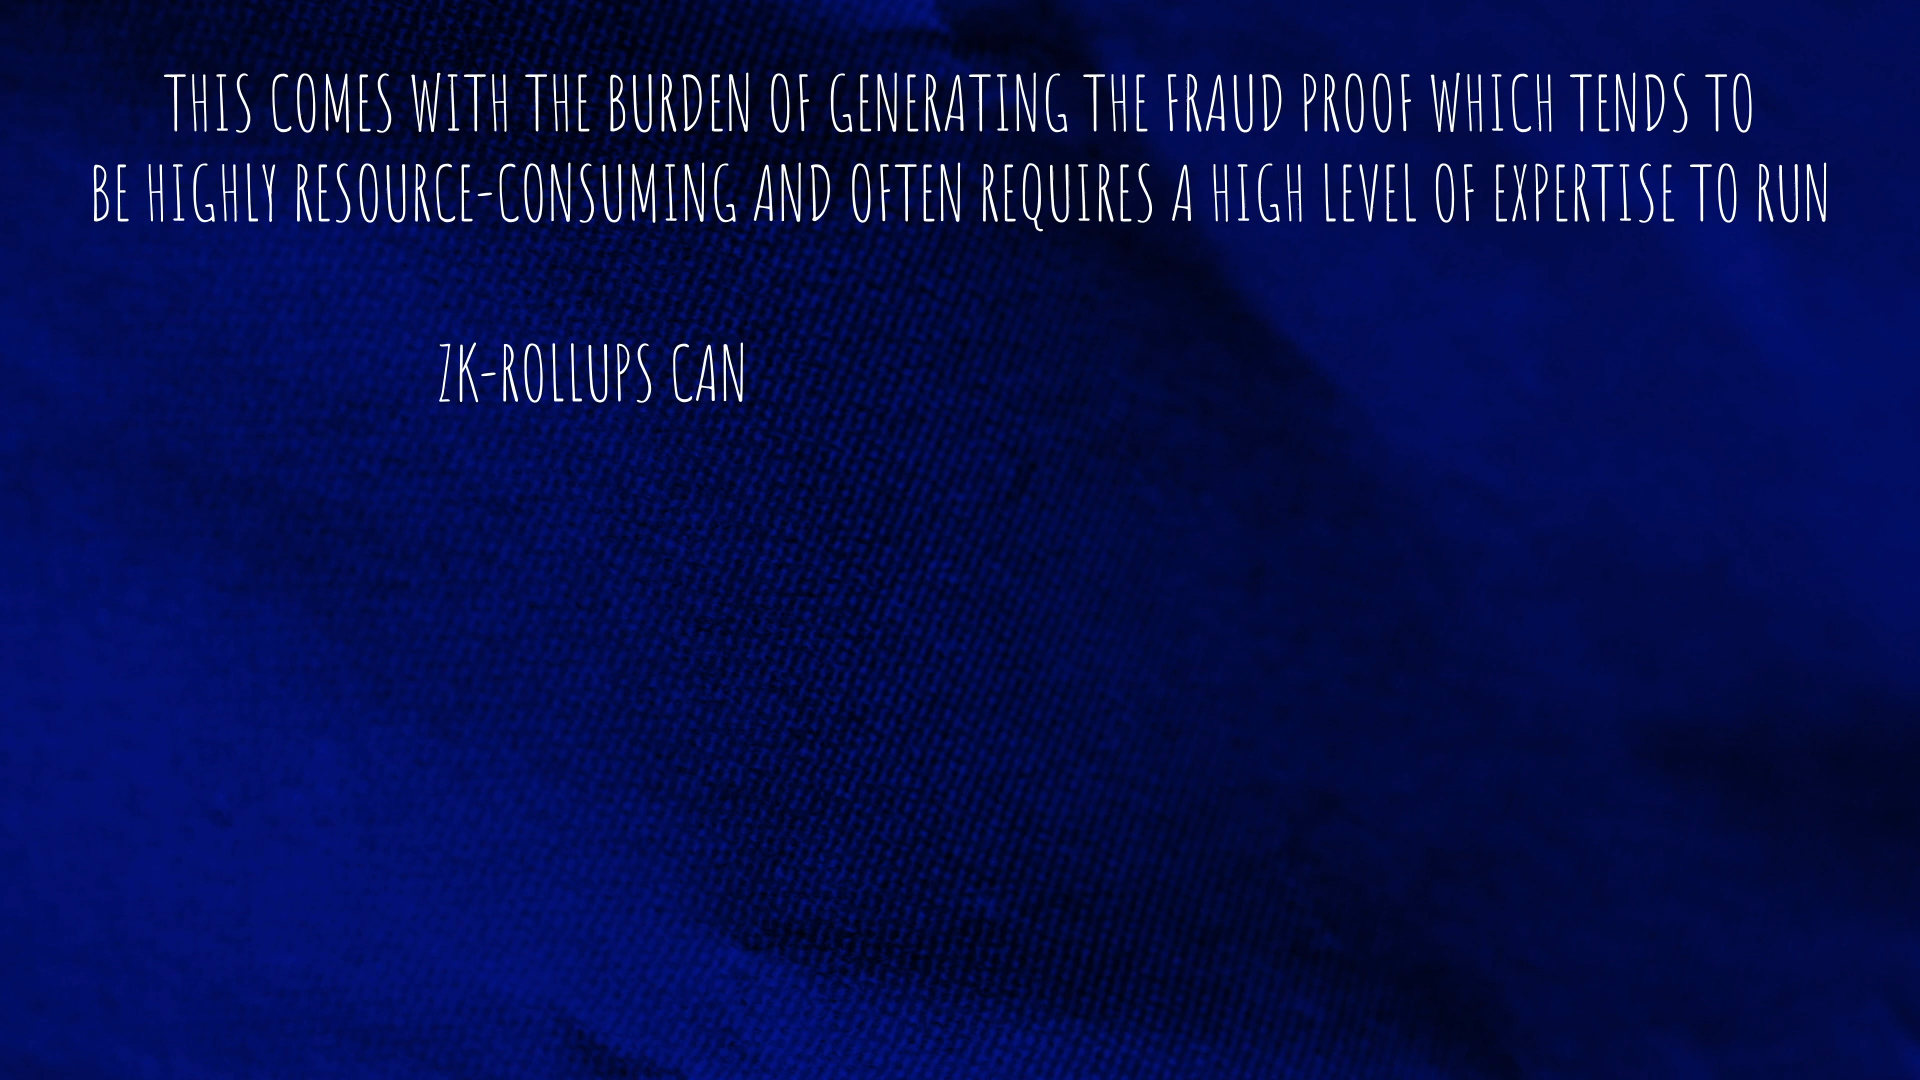 THIS COMES WITH THE BURDEN OF GENERATING THE FRAUD PROOF WHICH TENDS TO
BE HIGHLY RESOURCE-CONSUMING AND OFTEN REQUIRES A HIGH LEVEL OF EXPERTISE TO RUN
ZK-ROLLUPS CAN